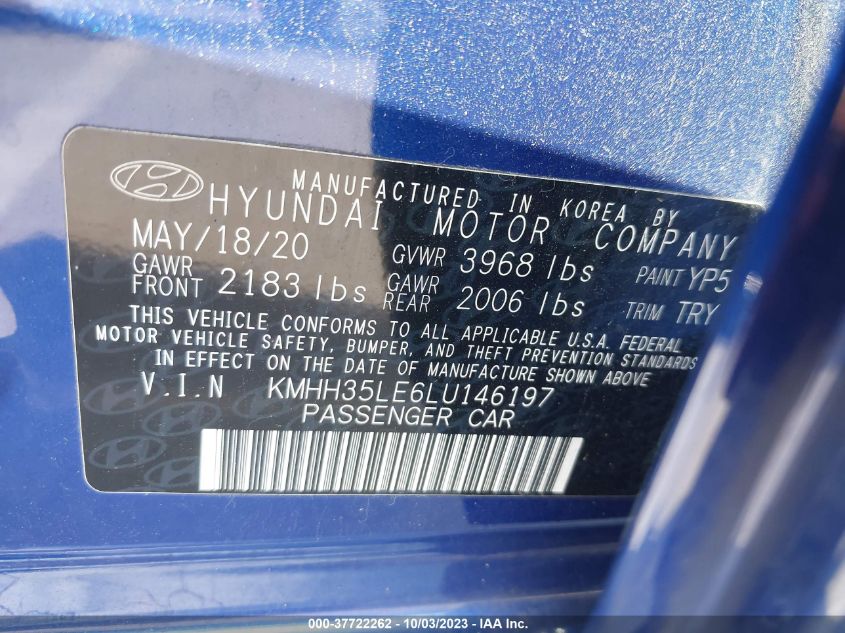 MANUFACTURED IN KOREA BY
HYUNDAI MOTOR COMPANY
MAY/18/20 GVWR 3968 lbs PAINT YP5
GAWR FRONT 2183 lbs GAWR REAR 2006 lbs TRIM TRY
THIS VEHICLE CONFORMS TO ALL APPLICABLE U.S.A. FEDERAL
MOTOR VEHICLE SAFETY, BUMPER, AND THEFT PREVENTION STANDARDS
IN EFFECT ON THE DATE OF MANUFACTURE SHOWN ABOVE
V.I.N KMHH35LE6LU146197
PASSENGER CAR
000-37722262 - 10/03/2023 - IAA Inc.